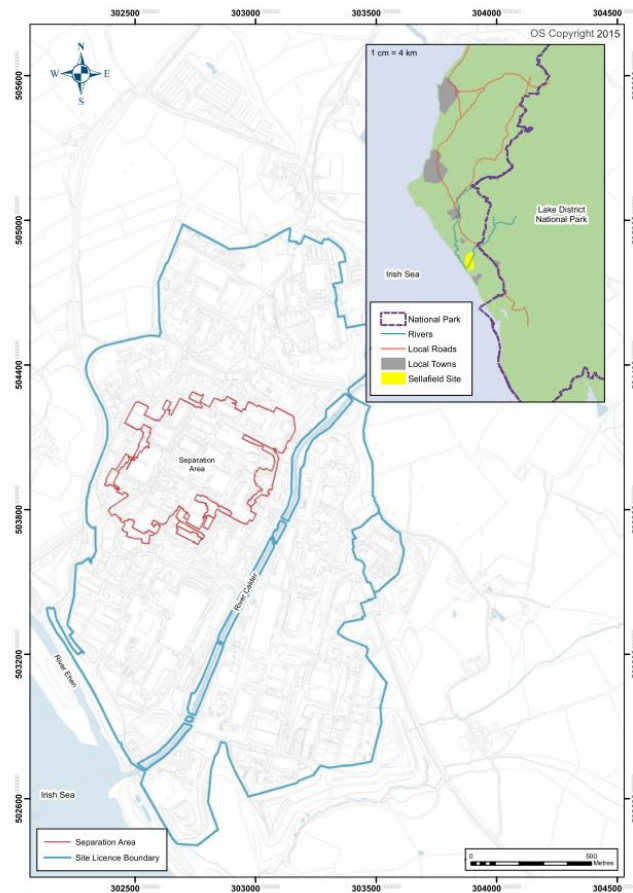 302500 303000 303500 304000 304500
OS Copyright 2015
N
W E
S
1 cm = 4 km
Lake District
National Park
Irish Sea
National Park
Rivers
Local Roads
Local Towns
Sellafield Site
505600
505000
504400
503800
503200
502600
Separation
Area
River Calder
River Ehen
Irish Sea
Separation Area
Site Licence Boundary
0 500
Metres
302500 303000 303500 304000 304500